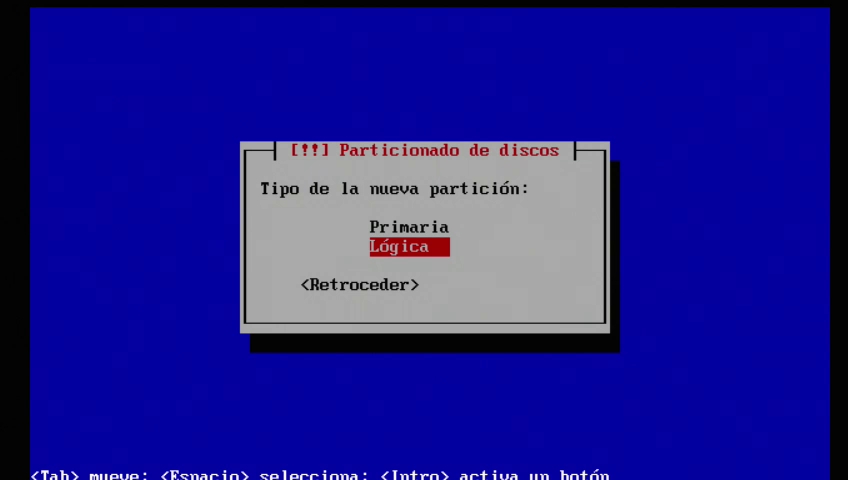 [!!] Particionado de discos
Tipo de la nueva partición:
Primaria
Lógica
<Retroceder>
<Tab> mueve; <Espacio> selecciona; <Intro> activa un botón